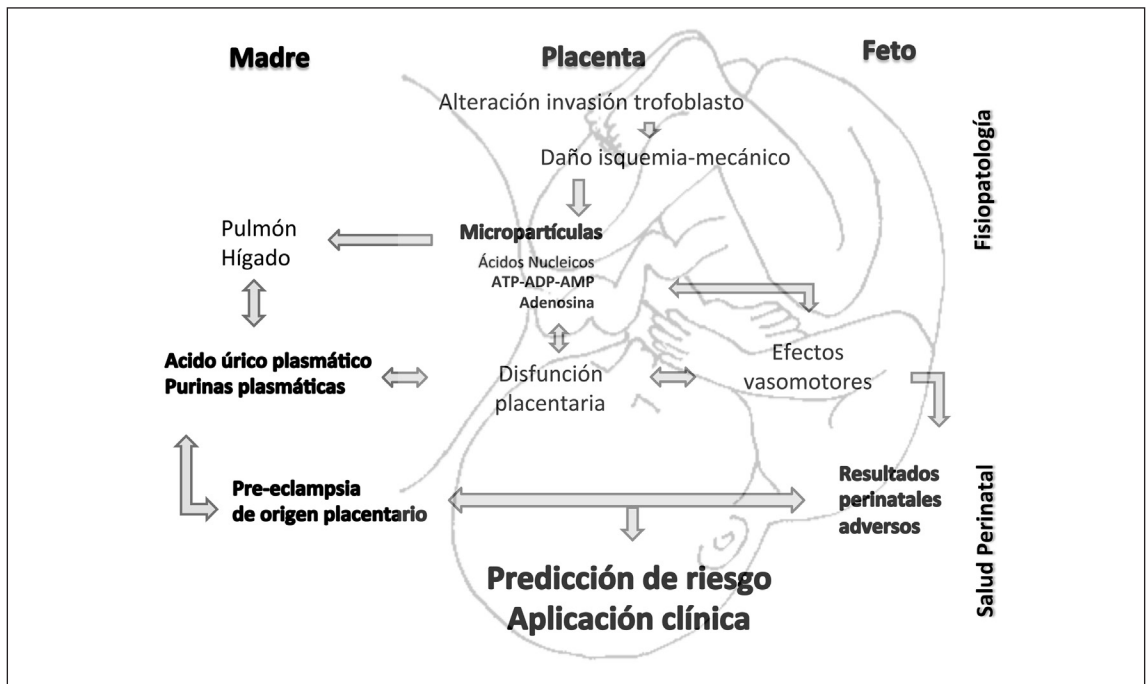 Madre
Placenta
Feto
Alteración invasión trofoblasto
Daño isquemia-mecánico
Fisiopatología
Pulmón
Hígado
Micropartículas
Ácidos Nucleicos
ATP-ADP-AMP
Adenosina
Acido úrico plasmático
Purinas plasmáticas
Disfunción
placentaria
Efectos
vasomotores
Pre-eclampsia
de origen placentario
Resultados
perinatales
adversos
Salud Perinatal
Predicción de riesgo
Aplicación clínica